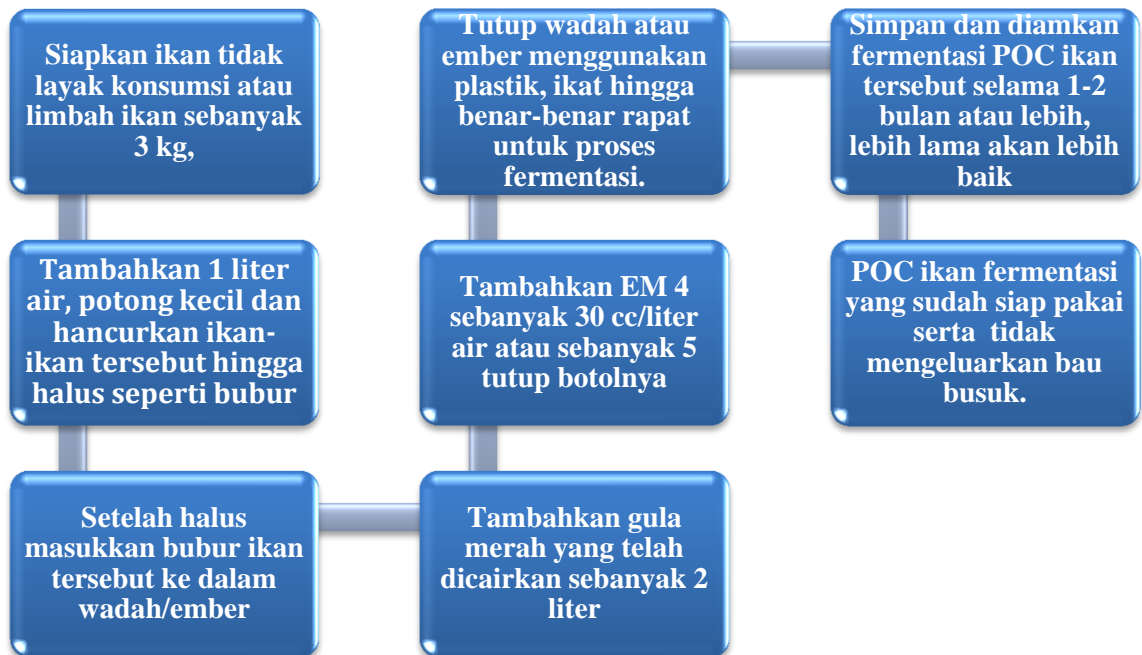 Siapkan ikan tidak
layak konsumsi atau
limbah ikan sebanyak
3 kg,
Tambahkan 1 liter
air, potong kecil dan
hancurkan ikan-
ikan tersebut hingga
halus seperti bubur
Setelah halus
masukkan bubur ikan
tersebut ke dalam
wadah/ember
Tambahkan gula
merah yang telah
dicairkan sebanyak 2
liter
Tambahkan EM 4
sebanyak 30 cc/liter
air atau sebanyak 5
tutup botolnya
Tutup wadah atau
ember menggunakan
plastik, ikat hingga
benar-benar rapat
untuk proses
fermentasi.
Simpan dan diamkan
fermentasi POC ikan
tersebut selama 1-2
bulan atau lebih,
lebih lama akan lebih
baik
POC ikan fermentasi
yang sudah siap pakai
serta tidak
mengeluarkan bau
busuk.